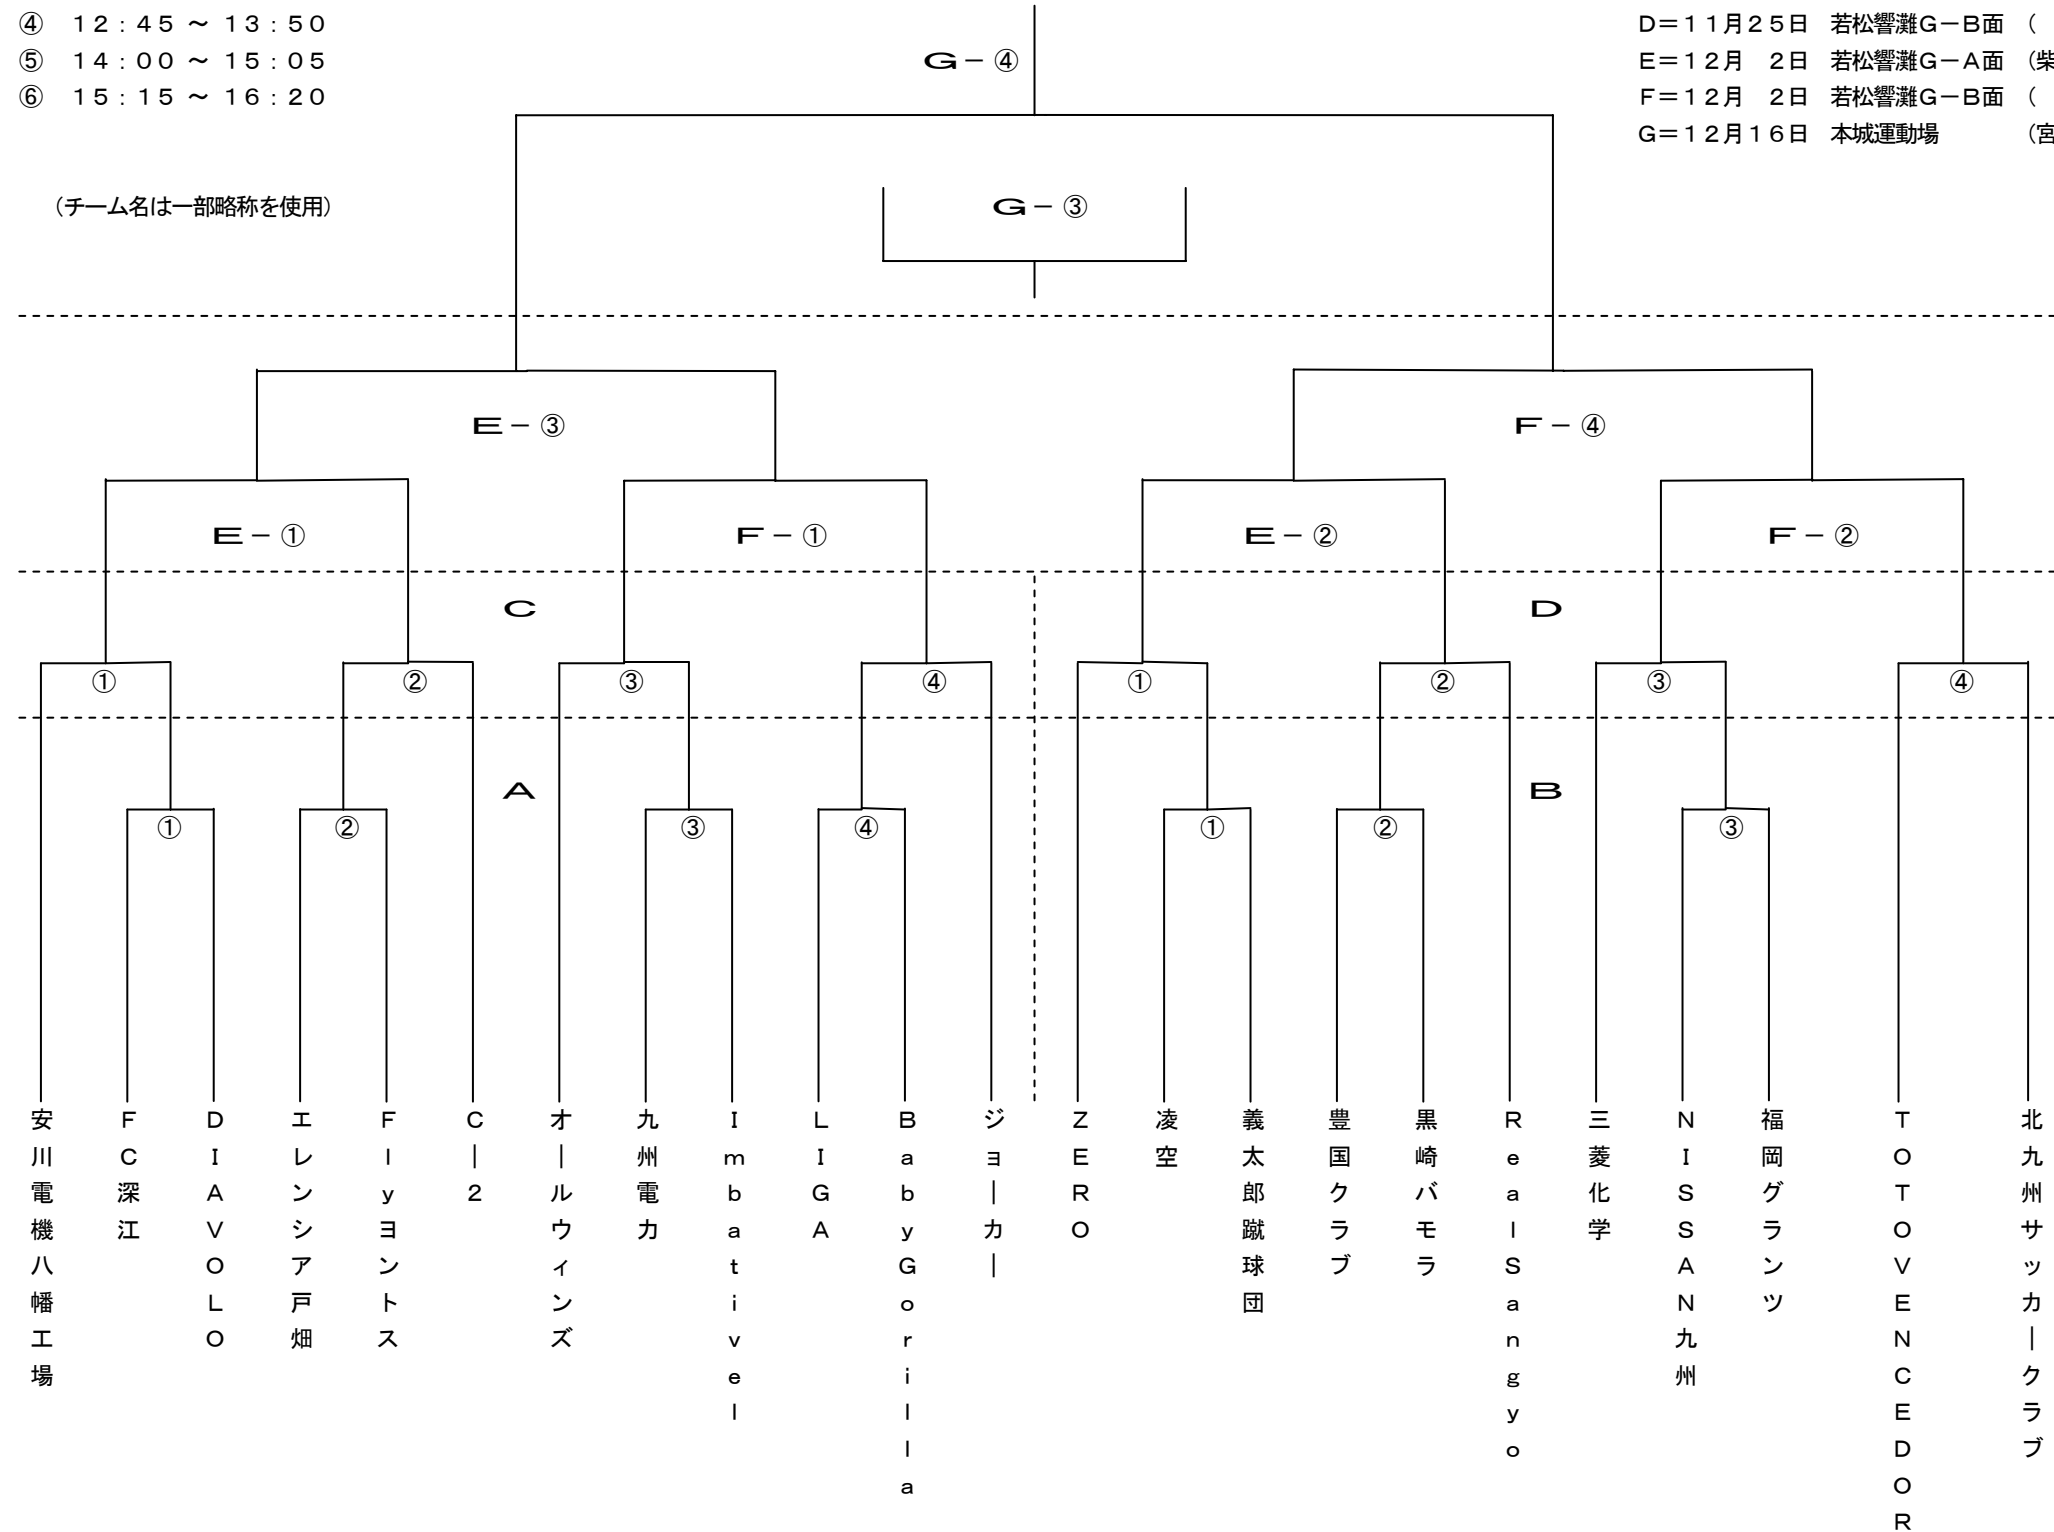 ④　１２：４５ ～ １３：５０
⑤　１４：００ ～ １５：０５
⑥　１５：１５ ～ １６：２０
D＝１１月２５日　若松響灘G－B面　（
E＝１２月　２日　若松響灘G－A面　（柴
F＝１２月　２日　若松響灘G－B面　（
G＝１２月１６日　本城運動場　（宮
G－④
（チーム名は一部略称を使用）
G－③
E－③
F－④
E－①
F－①
E－②
F－②
C
D
①
②
③
④
①
②
③
④
A
B
①
②
③
④
①
②
③
安川電機八幡工場
FC深江
DIAVOLO
エレンシア戸畑
Flyヨントス
C｜2
オ｜ルウィンズ
九州電力
Imbativel
LIGA
BabyGorilla
ジョ｜カ｜
ZERO
凌空
義太郎蹴球団
豊国クラブ
黒崎バモラ
RealSangyo
三菱化学
NISSAN九州
福岡グランツ
TOTOVENCEDOR
北九州サッカ｜クラブ